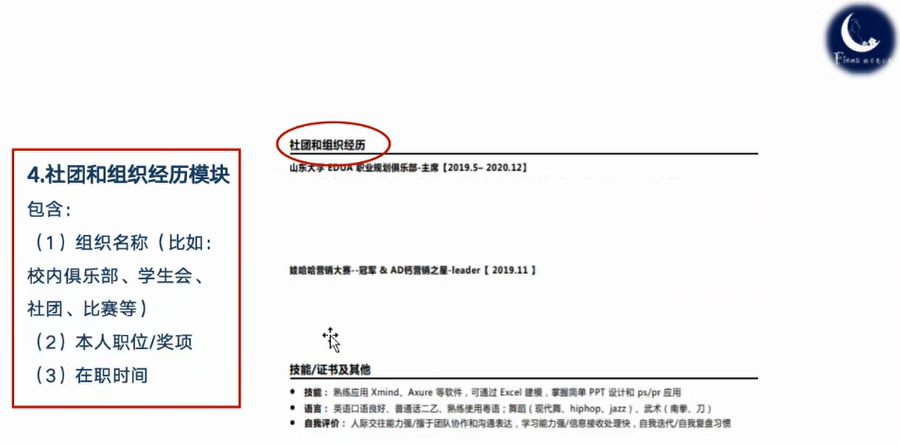 4.社团和组织经历模块
包含：
（1）组织名称（比如：
校内俱乐部、学生会、
社团、比赛等）
（2）本人职位/奖项
（3）在职时间
社团和组织经历
山东大学 EDUA 职业规划俱乐部-主席【2019.5– 2020.12】
娃哈哈营销大赛--冠军 & AD钙营销之星-leader【 2019.11 】
技能/证书及其他
• 技能： 熟练应用 Xmind、Axure 等软件，可通过 Excel 建模，掌握简单 PPT 设计和 ps/pr 应用
• 语言： 英语口语良好、普通话二乙、熟练使用粤语；舞蹈（现代舞、hiphop、jazz）、武术（南拳、刀）
• 自我评价： 人际交往能力强/擅于团队协作和沟通表达，学习能力强/信息接收处理快，自我迭代/自我复盘习惯